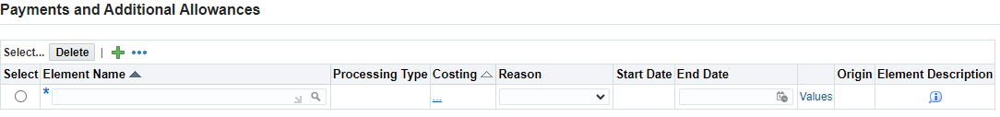 Payments and Additional Allowances
Select... Delete |
Select Element Name Processing Type Costing Reason Start Date End Date Origin Element Description
* ... Values